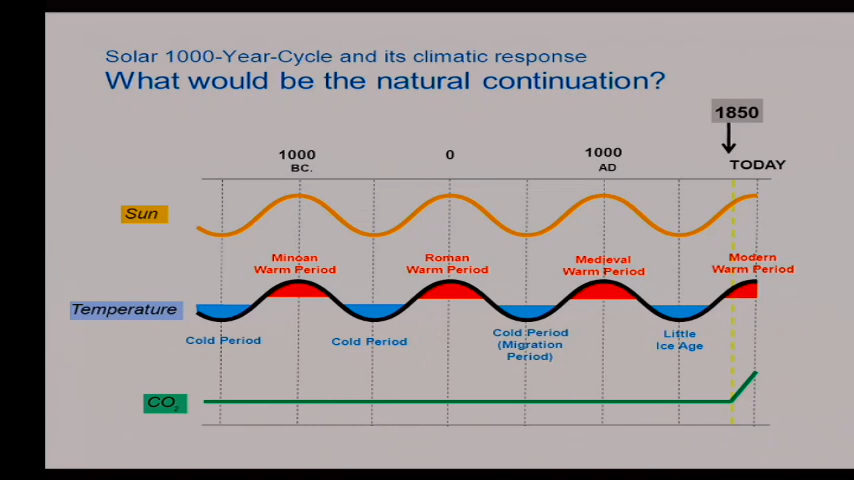 Solar 1000-Year-Cycle and its climatic response
What would be the natural continuation?
1850
1000
BC.
0
1000
AD
TODAY
Sun
Minoan
Warm Period
Roman
Warm Period
Medieval
Warm Period
Modern
Warm Period
Temperature
Cold Period
Cold Period
Cold Period
(Migration
Period)
Little
Ice Age
CO2